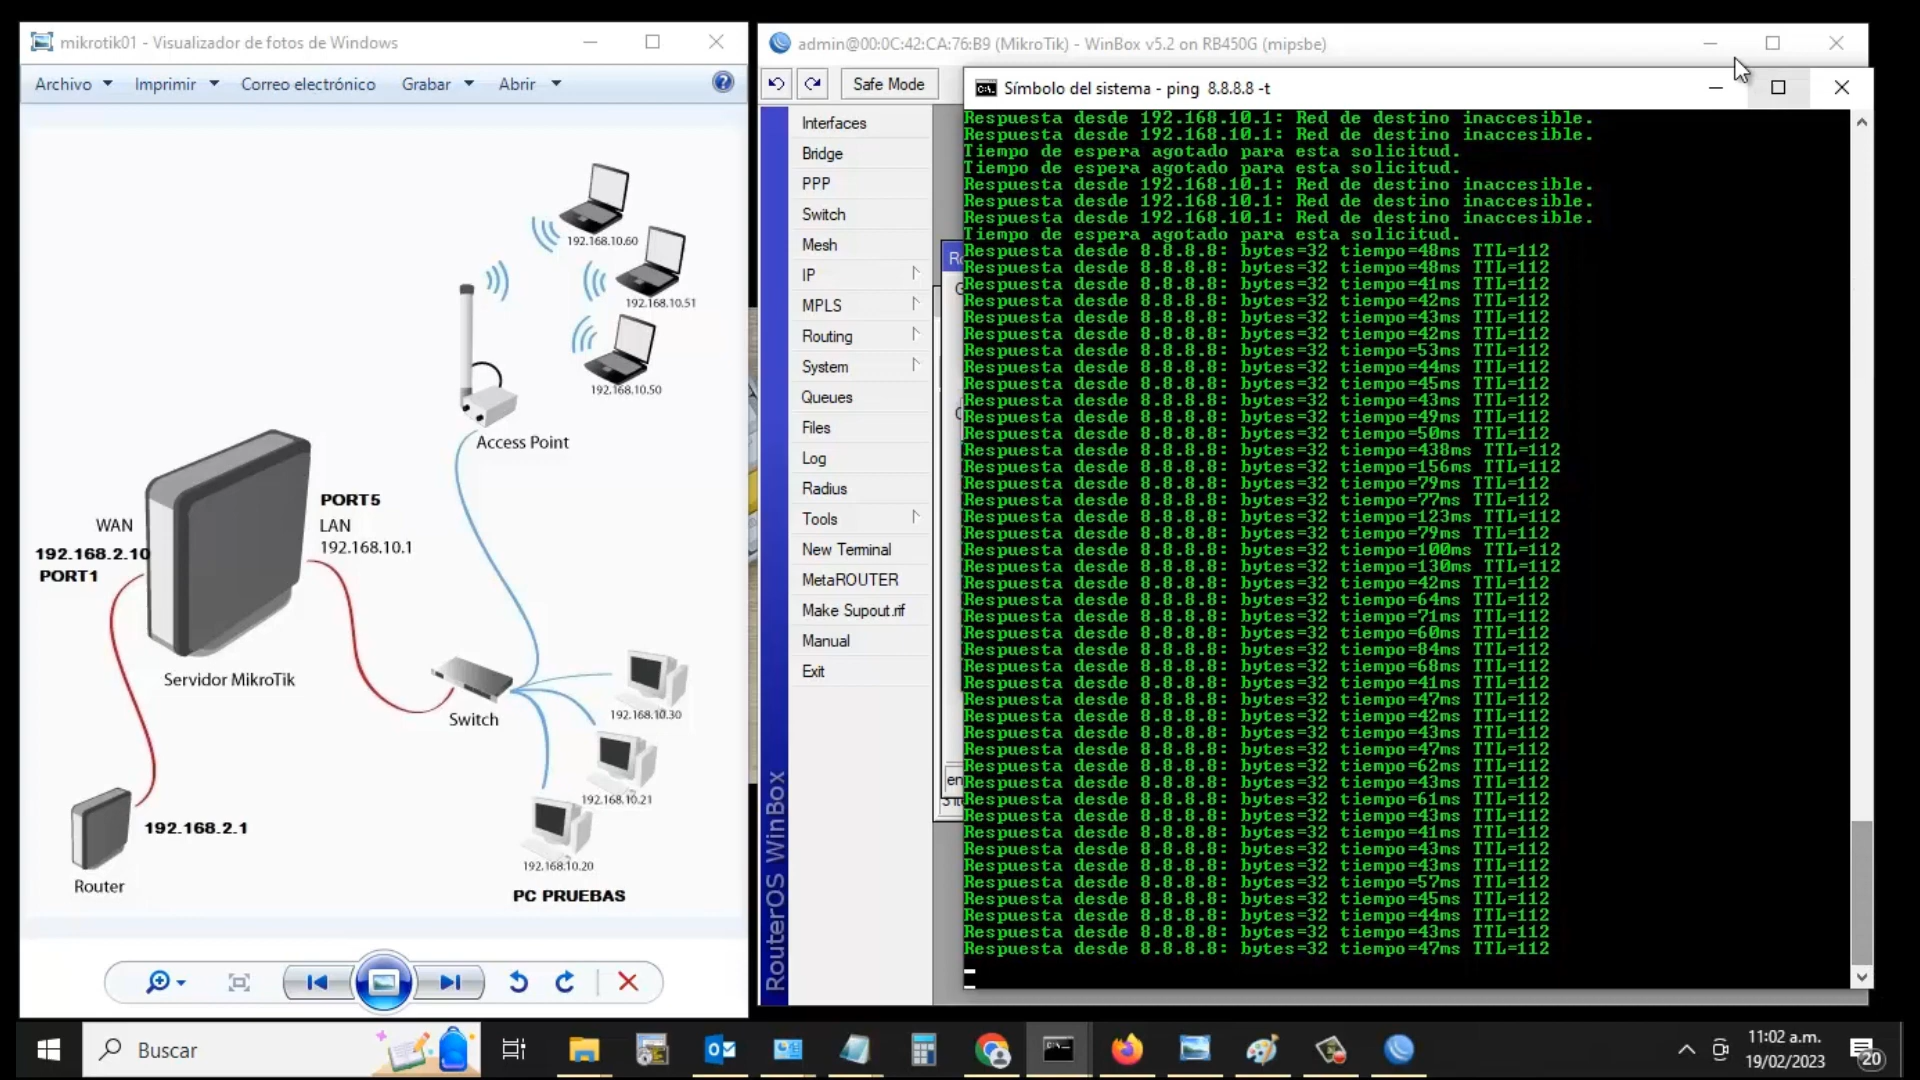 mikrotik01 - Visualizador de fotos de Windows
Archivo
Imprimir
Correo electrónico
Grabar
Abrir
192.168.10.60
192.168.10.51
192.168.10.50
Access Point
PORT5
WAN
LAN
192.168.2.10
192.168.10.1
PORT1
Servidor MikroTik
Switch
192.168.10.30
192.168.10.21
192.168.2.1
192.168.10.20
Router
PC PRUEBAS
admin@00:0C:42:CA:76:B9 (MikroTik) - WinBox v5.2 on RB450G (mipsbe)
Safe Mode
Interfaces
Bridge
PPP
Switch
Mesh
IP
MPLS
Routing
System
Queues
Files
Log
Radius
Tools
New Terminal
MetaROUTER
Make Supout.rif
Manual
Exit
RouterOS WinBox
Símbolo del sistema - ping 8.8.8.8 -t
Respuesta desde 192.168.10.1: Red de destino inaccesible.
Respuesta desde 192.168.10.1: Red de destino inaccesible.
Tiempo de espera agotado para esta solicitud.
Tiempo de espera agotado para esta solicitud.
Respuesta desde 192.168.10.1: Red de destino inaccesible.
Respuesta desde 192.168.10.1: Red de destino inaccesible.
Respuesta desde 192.168.10.1: Red de destino inaccesible.
Tiempo de espera agotado para esta solicitud.
Respuesta desde 8.8.8.8: bytes=32 tiempo=48ms TTL=112
Respuesta desde 8.8.8.8: bytes=32 tiempo=48ms TTL=112
Respuesta desde 8.8.8.8: bytes=32 tiempo=41ms TTL=112
Respuesta desde 8.8.8.8: bytes=32 tiempo=42ms TTL=112
Respuesta desde 8.8.8.8: bytes=32 tiempo=43ms TTL=112
Respuesta desde 8.8.8.8: bytes=32 tiempo=42ms TTL=112
Respuesta desde 8.8.8.8: bytes=32 tiempo=53ms TTL=112
Respuesta desde 8.8.8.8: bytes=32 tiempo=44ms TTL=112
Respuesta desde 8.8.8.8: bytes=32 tiempo=45ms TTL=112
Respuesta desde 8.8.8.8: bytes=32 tiempo=43ms TTL=112
Respuesta desde 8.8.8.8: bytes=32 tiempo=49ms TTL=112
Respuesta desde 8.8.8.8: bytes=32 tiempo=50ms TTL=112
Respuesta desde 8.8.8.8: bytes=32 tiempo=438ms TTL=112
Respuesta desde 8.8.8.8: bytes=32 tiempo=156ms TTL=112
Respuesta desde 8.8.8.8: bytes=32 tiempo=79ms TTL=112
Respuesta desde 8.8.8.8: bytes=32 tiempo=77ms TTL=112
Respuesta desde 8.8.8.8: bytes=32 tiempo=123ms TTL=112
Respuesta desde 8.8.8.8: bytes=32 tiempo=79ms TTL=112
Respuesta desde 8.8.8.8: bytes=32 tiempo=100ms TTL=112
Respuesta desde 8.8.8.8: bytes=32 tiempo=130ms TTL=112
Respuesta desde 8.8.8.8: bytes=32 tiempo=42ms TTL=112
Respuesta desde 8.8.8.8: bytes=32 tiempo=64ms TTL=112
Respuesta desde 8.8.8.8: bytes=32 tiempo=71ms TTL=112
Respuesta desde 8.8.8.8: bytes=32 tiempo=60ms TTL=112
Respuesta desde 8.8.8.8: bytes=32 tiempo=84ms TTL=112
Respuesta desde 8.8.8.8: bytes=32 tiempo=68ms TTL=112
Respuesta desde 8.8.8.8: bytes=32 tiempo=41ms TTL=112
Respuesta desde 8.8.8.8: bytes=32 tiempo=47ms TTL=112
Respuesta desde 8.8.8.8: bytes=32 tiempo=42ms TTL=112
Respuesta desde 8.8.8.8: bytes=32 tiempo=43ms TTL=112
Respuesta desde 8.8.8.8: bytes=32 tiempo=47ms TTL=112
Respuesta desde 8.8.8.8: bytes=32 tiempo=62ms TTL=112
Respuesta desde 8.8.8.8: bytes=32 tiempo=43ms TTL=112
Respuesta desde 8.8.8.8: bytes=32 tiempo=61ms TTL=112
Respuesta desde 8.8.8.8: bytes=32 tiempo=43ms TTL=112
Respuesta desde 8.8.8.8: bytes=32 tiempo=41ms TTL=112
Respuesta desde 8.8.8.8: bytes=32 tiempo=43ms TTL=112
Respuesta desde 8.8.8.8: bytes=32 tiempo=43ms TTL=112
Respuesta desde 8.8.8.8: bytes=32 tiempo=57ms TTL=112
Respuesta desde 8.8.8.8: bytes=32 tiempo=45ms TTL=112
Respuesta desde 8.8.8.8: bytes=32 tiempo=44ms TTL=112
Respuesta desde 8.8.8.8: bytes=32 tiempo=43ms TTL=112
Respuesta desde 8.8.8.8: bytes=32 tiempo=47ms TTL=112
Buscar
11:02 a.m.
19/02/2023
20